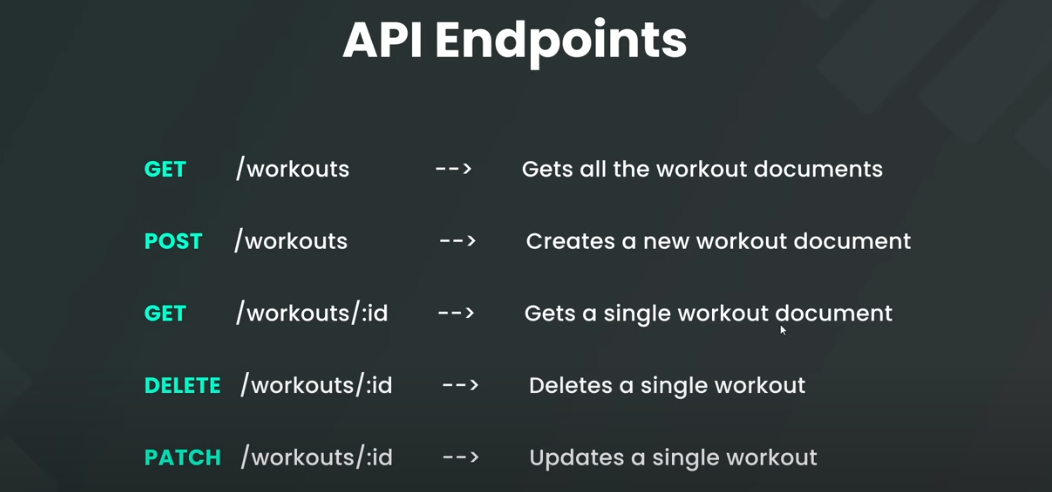 API Endpoints
GET /workouts --> Gets all the workout documents
POST /workouts --> Creates a new workout document
GET /workouts/:id --> Gets a single workout document
DELETE /workouts/:id --> Deletes a single workout
PATCH /workouts/:id --> Updates a single workout